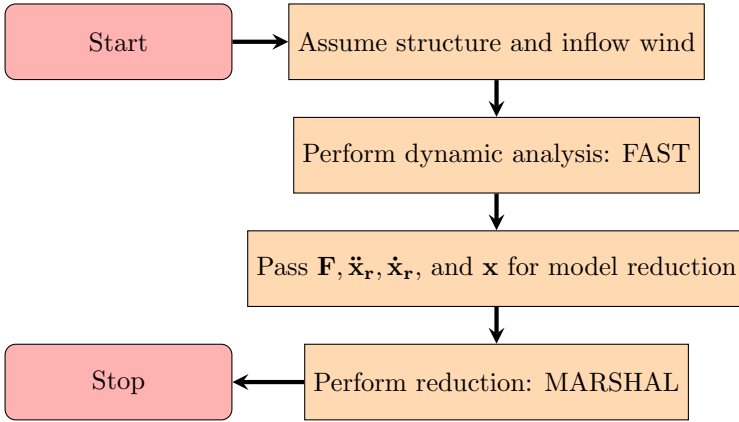 Start
Assume structure and inflow wind
Perform dynamic analysis: FAST
Pass F, ẍᵣ, ẋᵣ, and x for model reduction
Stop
Perform reduction: MARSHAL